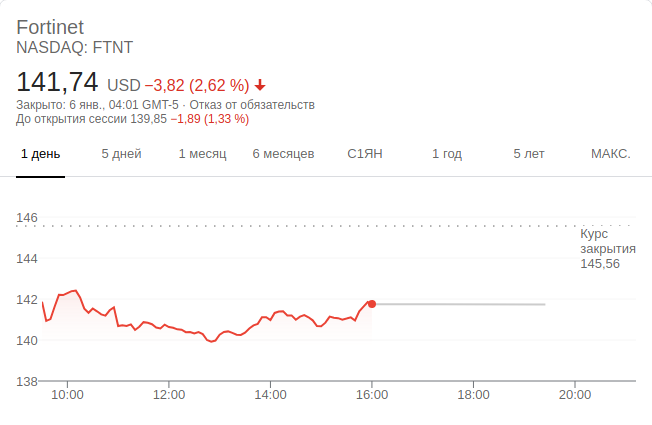 Fortinet
NASDAQ: FTNT
141,74 USD −3,82 (2,62 %)
Закрыто: 6 янв., 04:01 GMT-5 · Отказ от обязательств
До открытия сессии 139,85 −1,89 (1,33 %)
1 день 5 дней 1 месяц 6 месяцев С1ЯН 1 год 5 лет МАКС.
146
Курс
закрытия
145,56
144
142
140
138
10:00 12:00 14:00 16:00 18:00 20:00